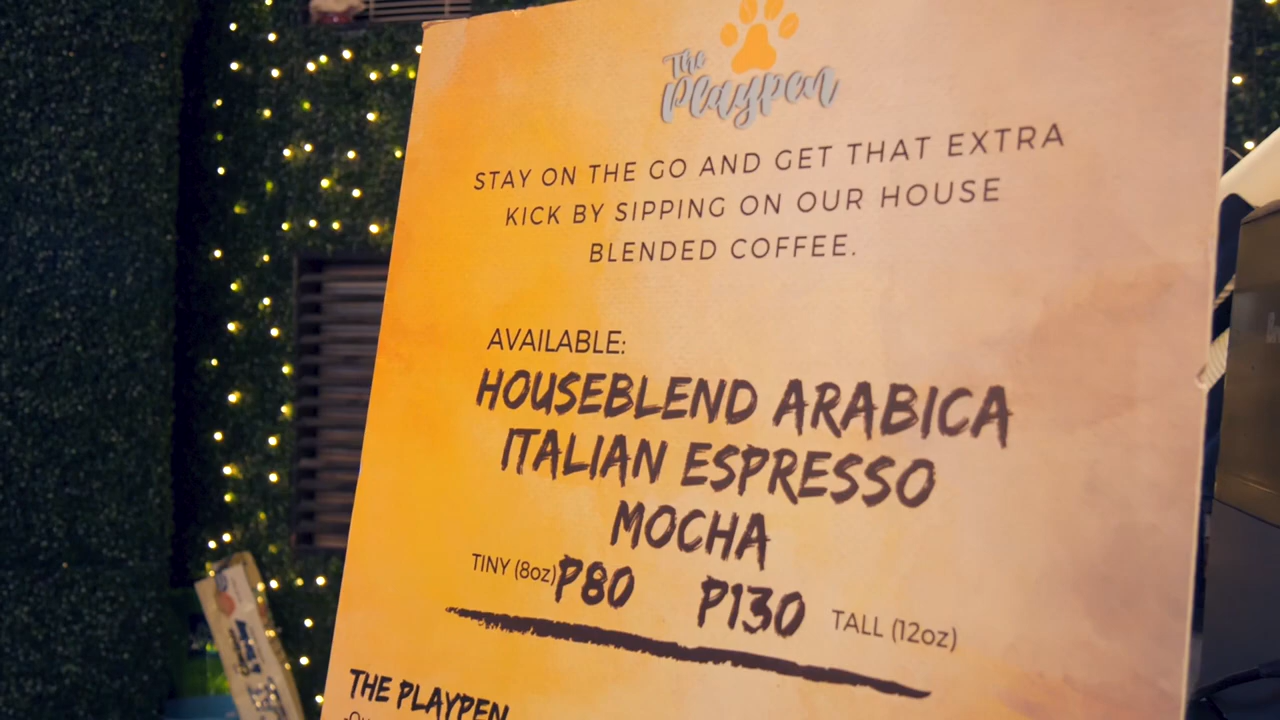 The
Playpen
STAY ON THE GO AND GET THAT EXTRA
KICK BY SIPPING ON OUR HOUSE
BLENDED COFFEE.
AVAILABLE:
HOUSEBLEND ARABICA
ITALIAN ESPRESSO
MOCHA
TINY (8oz) P80 P130 TALL (12oz)
THE PLAYPEN